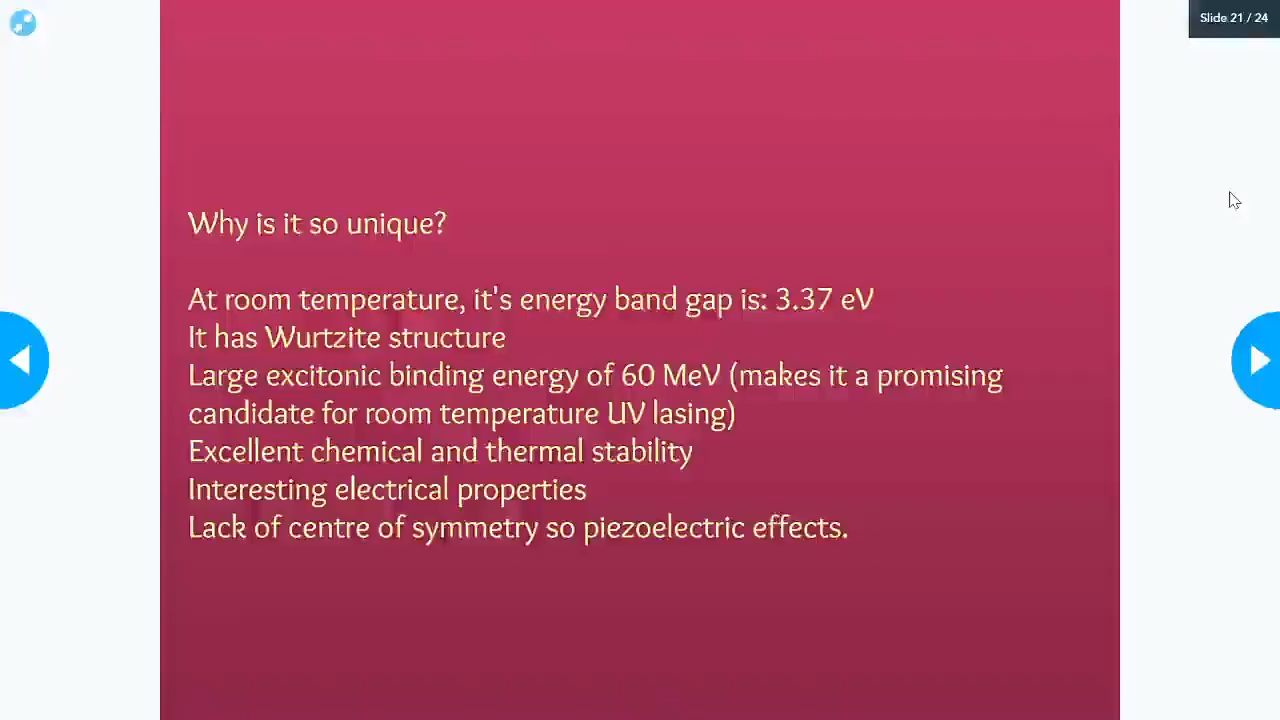 Slide 21 / 24
Why is it so unique?
At room temperature, it's energy band gap is: 3.37 eV
It has Wurtzite structure
Large excitonic binding energy of 60 MeV (makes it a promising
candidate for room temperature UV lasing)
Excellent chemical and thermal stability
Interesting electrical properties
Lack of centre of symmetry so piezoelectric effects.